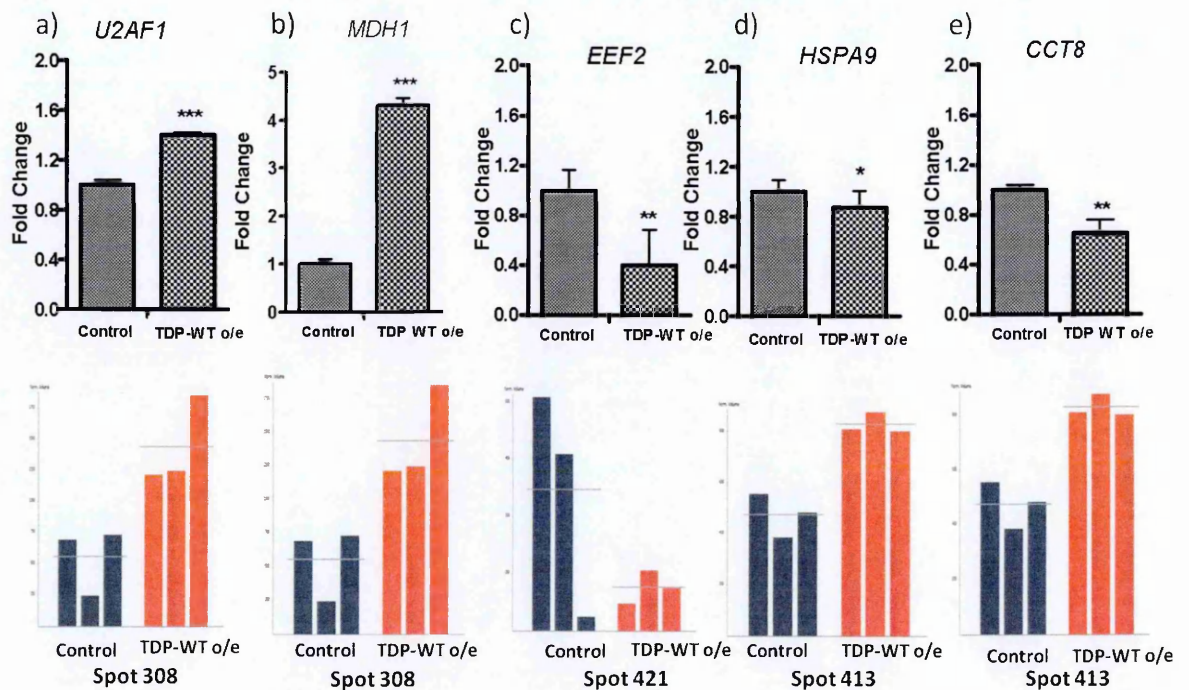 a) U2AF1
b) MDH1
c) EEF2
d) HSPA9
e) CCT8
Fold Change
2.0
1.6
1.2
0.8
0.4
0.0
***
Control
TDP-WT o/e
Fold Change
5
4
3
2
1
0
***
Control
TDP WT o/e
Fold Change
2.0
1.6
1.2
0.8
0.4
0.0
**
Control
TDP-WT o/e
Fold Change
2.0
1.6
1.2
0.8
0.4
0.0
*
Control
TDP-WT o/e
Fold Change
2.0
1.6
1.2
0.8
0.4
0.0
**
Control
TDP WT o/e
Control
TDP-WT o/e
Spot 308
Control
TDP-WT o/e
Spot 308
Control
TDP-WT o/e
Spot 421
Control
TDP-WT o/e
Spot 413
Control
TDP-WT o/e
Spot 413